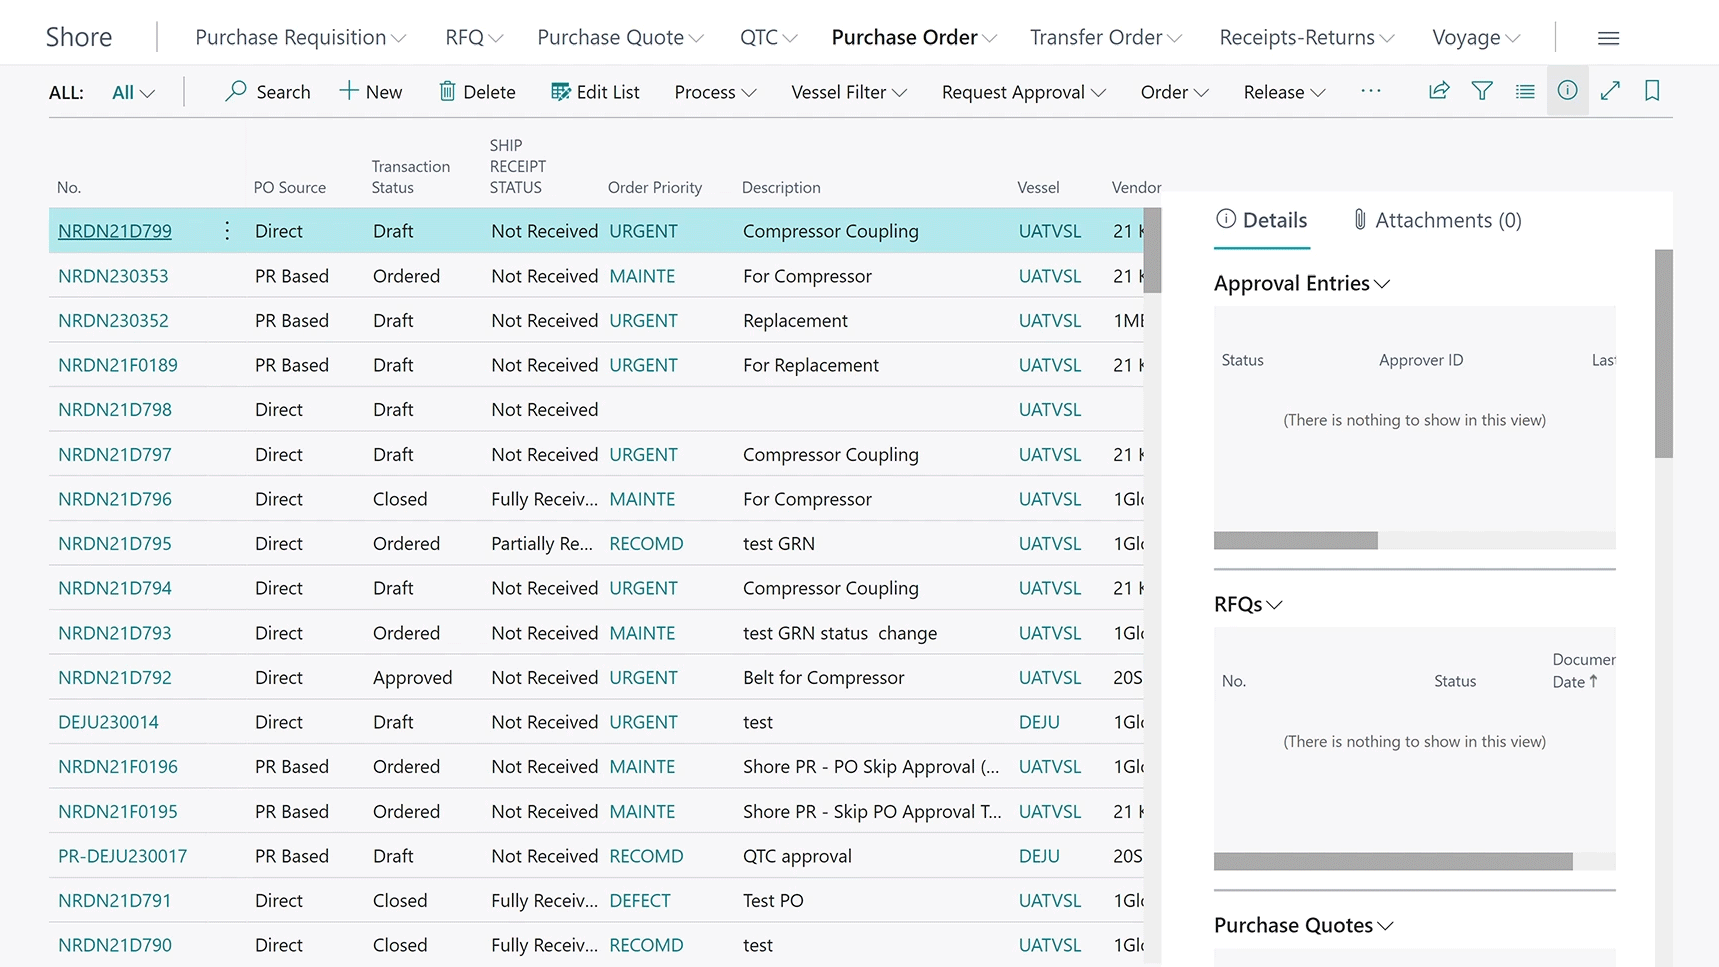 Shore Purchase Requisition RFQ Purchase Quote QTC Purchase Order Transfer Order Receipts-Returns Voyage
ALL: All Search New Delete Edit List Process Vessel Filter Request Approval Order Release ...
No. PO Source Transaction Status SHIP RECEIPT STATUS Order Priority Description Vessel Vendor
NRDN21D799 Direct Draft Not Received URGENT Compressor Coupling UATVSL 21
NRDN230353 PR Based Ordered Not Received MAINTE For Compressor UATVSL 21
NRDN230352 PR Based Draft Not Received URGENT Replacement UATVSL
NRDN21F0189 PR Based Draft Not Received URGENT For Replacement UATVSL 21
NRDN21D798 Direct Draft Not Received UATVSL
NRDN21D797 Direct Draft Not Received URGENT Compressor Coupling UATVSL 21
NRDN21D796 Direct Closed Fully Receiv... MAINTE For Compressor UATVSL
NRDN21D795 Direct Ordered Partially Re... RECOMD test GRN UATVSL
NRDN21D794 Direct Draft Not Received URGENT Compressor Coupling UATVSL 21
NRDN21D793 Direct Ordered Not Received MAINTE test GRN status change UATVSL
NRDN21D792 Direct Approved Not Received URGENT Belt for Compressor UATVSL 20S
DEJU230014 Direct Draft Not Received URGENT test DEJU
NRDN21F0196 PR Based Ordered Not Received MAINTE Shore PR - PO Skip Approval (... UATVSL
NRDN21F0195 PR Based Ordered Not Received MAINTE Shore PR - Skip PO Approval T... UATVSL 21
PR-DEJU230017 PR Based Draft Not Received RECOMD QTC approval DEJU 20S
NRDN21D791 Direct Closed Fully Receiv... DEFECT Test PO UATVSL
NRDN21D790 Direct Closed Fully Receiv... RECOMD test UATVSL
Details Attachments (0)
Approval Entries
Status Approver ID Last
(There is nothing to show in this view)
RFQs
No. Status Documen Date↑
(There is nothing to show in this view)
Purchase Quotes